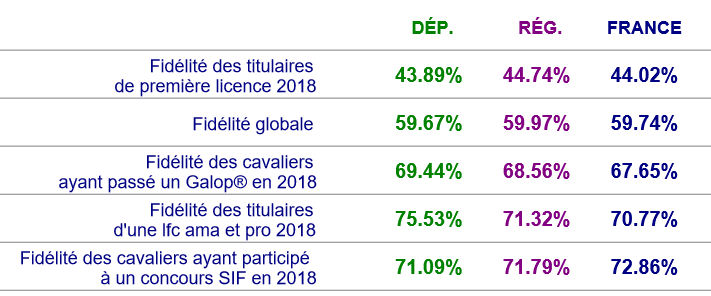 DÉP. RÉG. FRANCE
Fidélité des titulaires
de première licence 2018 43.89% 44.74% 44.02%
Fidélité globale 59.67% 59.97% 59.74%
Fidélité des cavaliers
ayant passé un Galop® en 2018 69.44% 68.56% 67.65%
Fidélité des titulaires
d'une lfc ama et pro 2018 75.53% 71.32% 70.77%
Fidélité des cavaliers ayant participé
à un concours SIF en 2018 71.09% 71.79% 72.86%